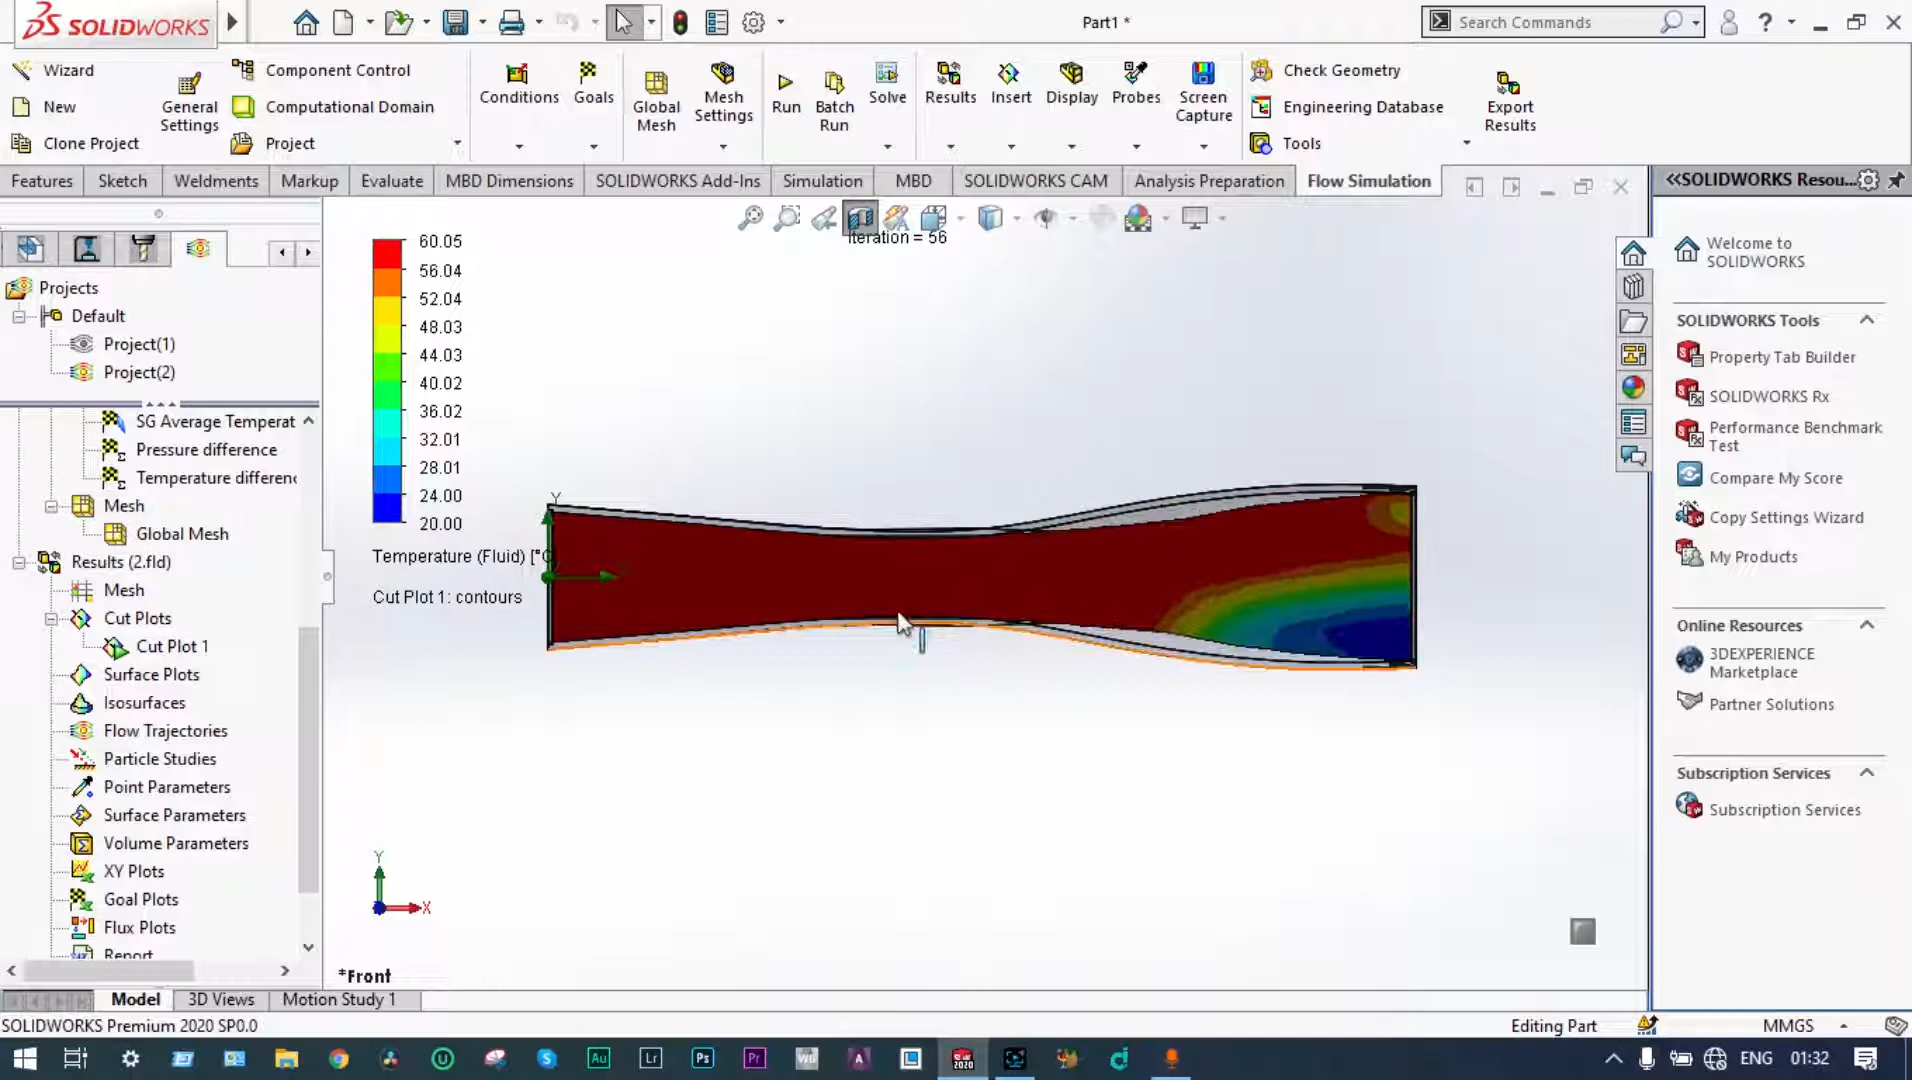 SOLIDWORKS
Part1 *
Search Commands
Wizard
New
Clone Project
General
Settings
Component Control
Computational Domain
Project
Conditions
Goals
Global
Mesh
Mesh
Settings
Run
Batch
Run
Solve
Results
Insert
Display
Probes
Screen
Capture
Check Geometry
Engineering Database
Tools
Export
Results
Features
Sketch
Weldments
Markup
Evaluate
MBD Dimensions
SOLIDWORKS Add-Ins
Simulation
MBD
SOLIDWORKS CAM
Analysis Preparation
Flow Simulation
Projects
Default
Project(1)
Project(2)
SG Average Temperat
Pressure difference
Temperature differen
Mesh
Global Mesh
Results (2.fld)
Mesh
Cut Plots
Cut Plot 1
Surface Plots
Isosurfaces
Flow Trajectories
Particle Studies
Point Parameters
Surface Parameters
Volume Parameters
XY Plots
Goal Plots
Flux Plots
Report
Iteration = 56
60.05
56.04
52.04
48.03
44.03
40.02
36.02
32.01
28.01
24.00
20.00
Temperature (Fluid) [°C
Cut Plot 1: contours
Y
Y
X
*Front
«SOLIDWORKS Resou...
Welcome to
SOLIDWORKS
SOLIDWORKS Tools
Property Tab Builder
SOLIDWORKS Rx
Performance Benchmark
Test
Compare My Score
Copy Settings Wizard
My Products
Online Resources
3DEXPERIENCE
Marketplace
Partner Solutions
Subscription Services
Subscription Services
Model
3D Views
Motion Study 1
SOLIDWORKS Premium 2020 SP0.0
Editing Part
MMGS
Au
Lr
Ps
Pr
WB
A
L
SW
2020
ENG
01:32